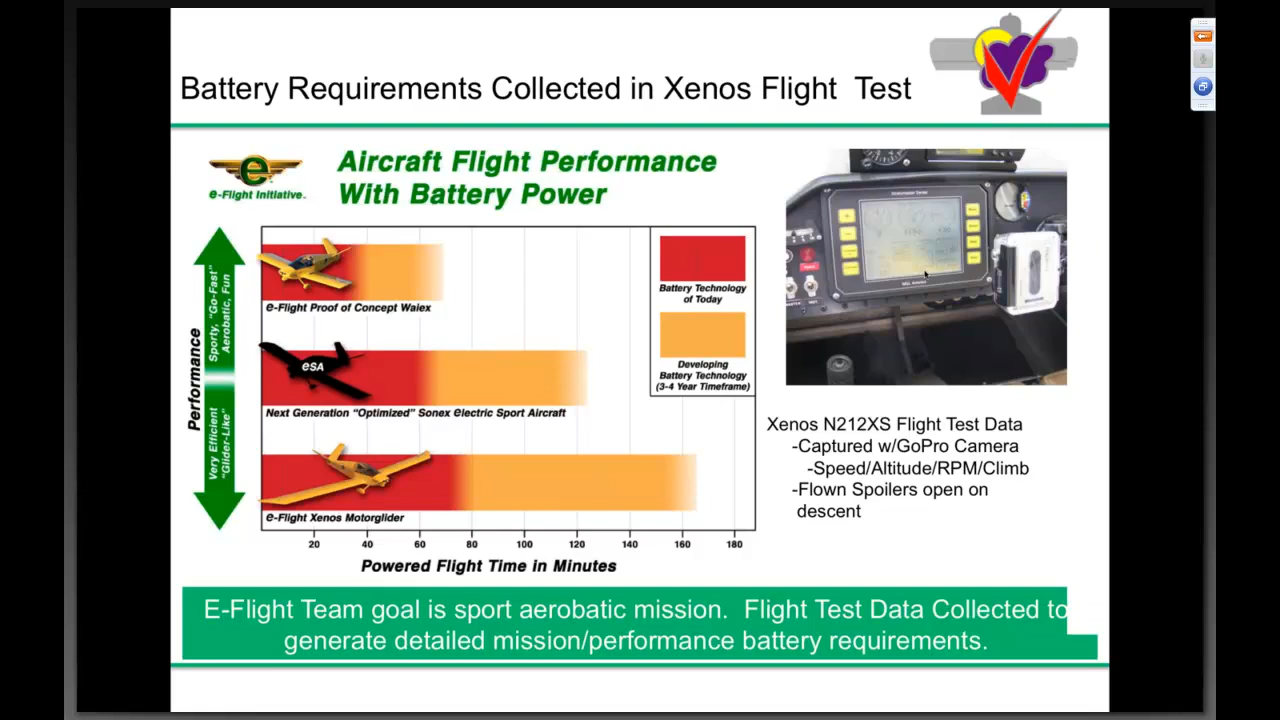 Battery Requirements Collected in Xenos Flight Test
e
e-Flight Initiative
Aircraft Flight Performance
With Battery Power
Performance
Sporty, "Go-Fast"
Aerobatic, Fun
Very Efficient
"Glider-Like"
e-Flight Proof of Concept Waiex
eSA
Next Generation "Optimized" Sonex Electric Sport Aircraft
e-Flight Xenos Motorglider
Battery Technology
of Today
Developing
Battery Technology
(3-4 Year Timeframe)
20 40 60 80 100 120 140 160 180
Powered Flight Time in Minutes
Xenos N212XS Flight Test Data
-Captured w/GoPro Camera
-Speed/Altitude/RPM/Climb
-Flown Spoilers open on
descent
E-Flight Team goal is sport aerobatic mission. Flight Test Data Collected to
generate detailed mission/performance battery requirements.